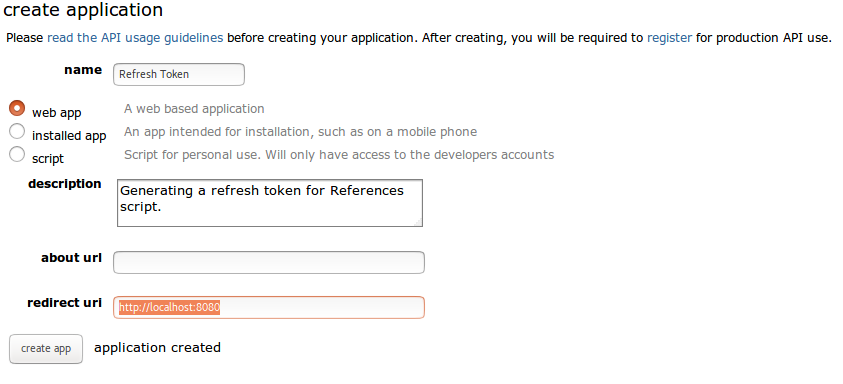 create application
Please read the API usage guidelines before creating your application. After creating, you will be required to register for production API use.
name Refresh Token
web app A web based application
installed app An app intended for installation, such as on a mobile phone
script Script for personal use. Will only have access to the developers accounts
description Generating a refresh token for References
script.
about url
redirect uri http://localhost:8080
create app application created